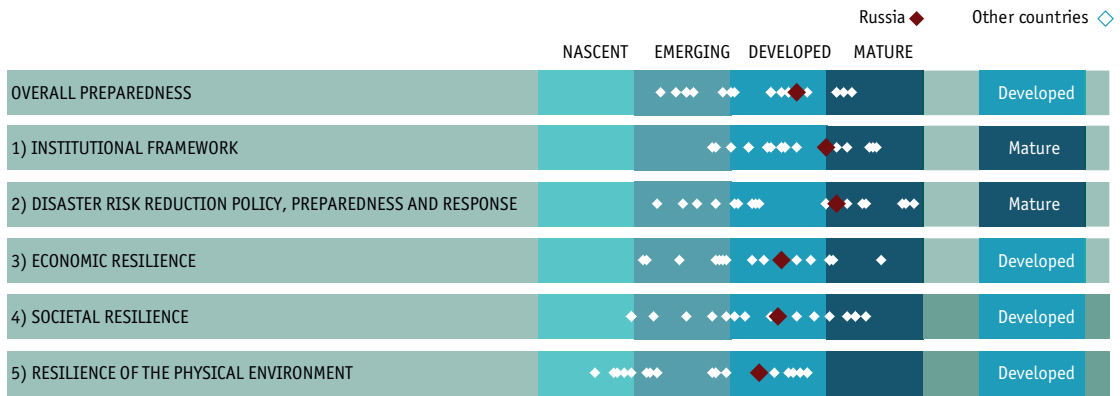 Russia Other countries
NASCENT EMERGING DEVELOPED MATURE
OVERALL PREPAREDNESS Developed
1) INSTITUTIONAL FRAMEWORK Mature
2) DISASTER RISK REDUCTION POLICY, PREPAREDNESS AND RESPONSE Mature
3) ECONOMIC RESILIENCE Developed
4) SOCIETAL RESILIENCE Developed
5) RESILIENCE OF THE PHYSICAL ENVIRONMENT Developed